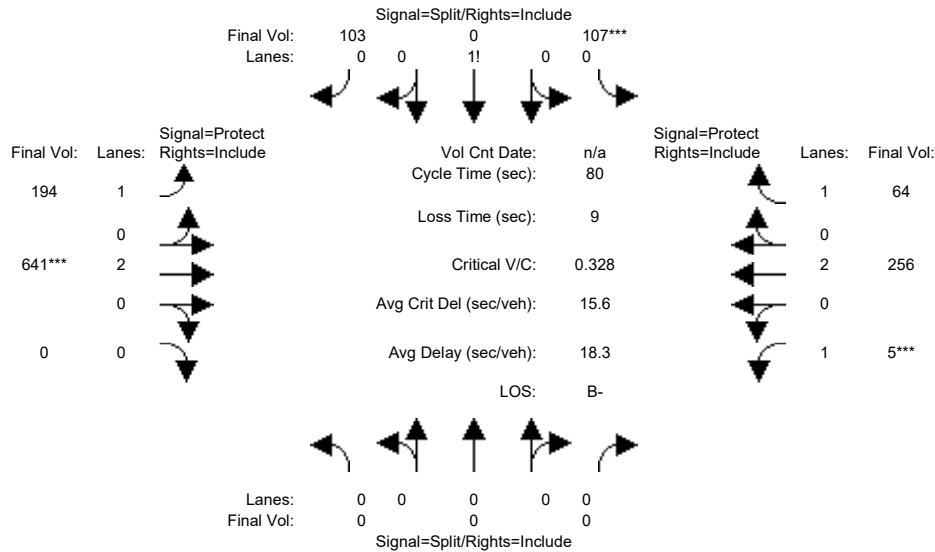 Signal=Split/Rights=Include
Final Vol: 103 0 107***
Lanes: 0 0 1! 0 0
Signal=Protect
Final Vol: Lanes: Rights=Include
Vol Cnt Date: n/a
Signal=Protect
Rights=Include Lanes: Final Vol:
Cycle Time (sec): 80
194 1
1 64
Loss Time (sec): 9
0
0
641*** 2
Critical V/C: 0.328
2 256
0
Avg Crit Del (sec/veh): 15.6
0
0 0
Avg Delay (sec/veh): 18.3
1 5***
LOS: B-
Lanes: 0 0 0 0 0
Final Vol: 0 0 0
Signal=Split/Rights=Include